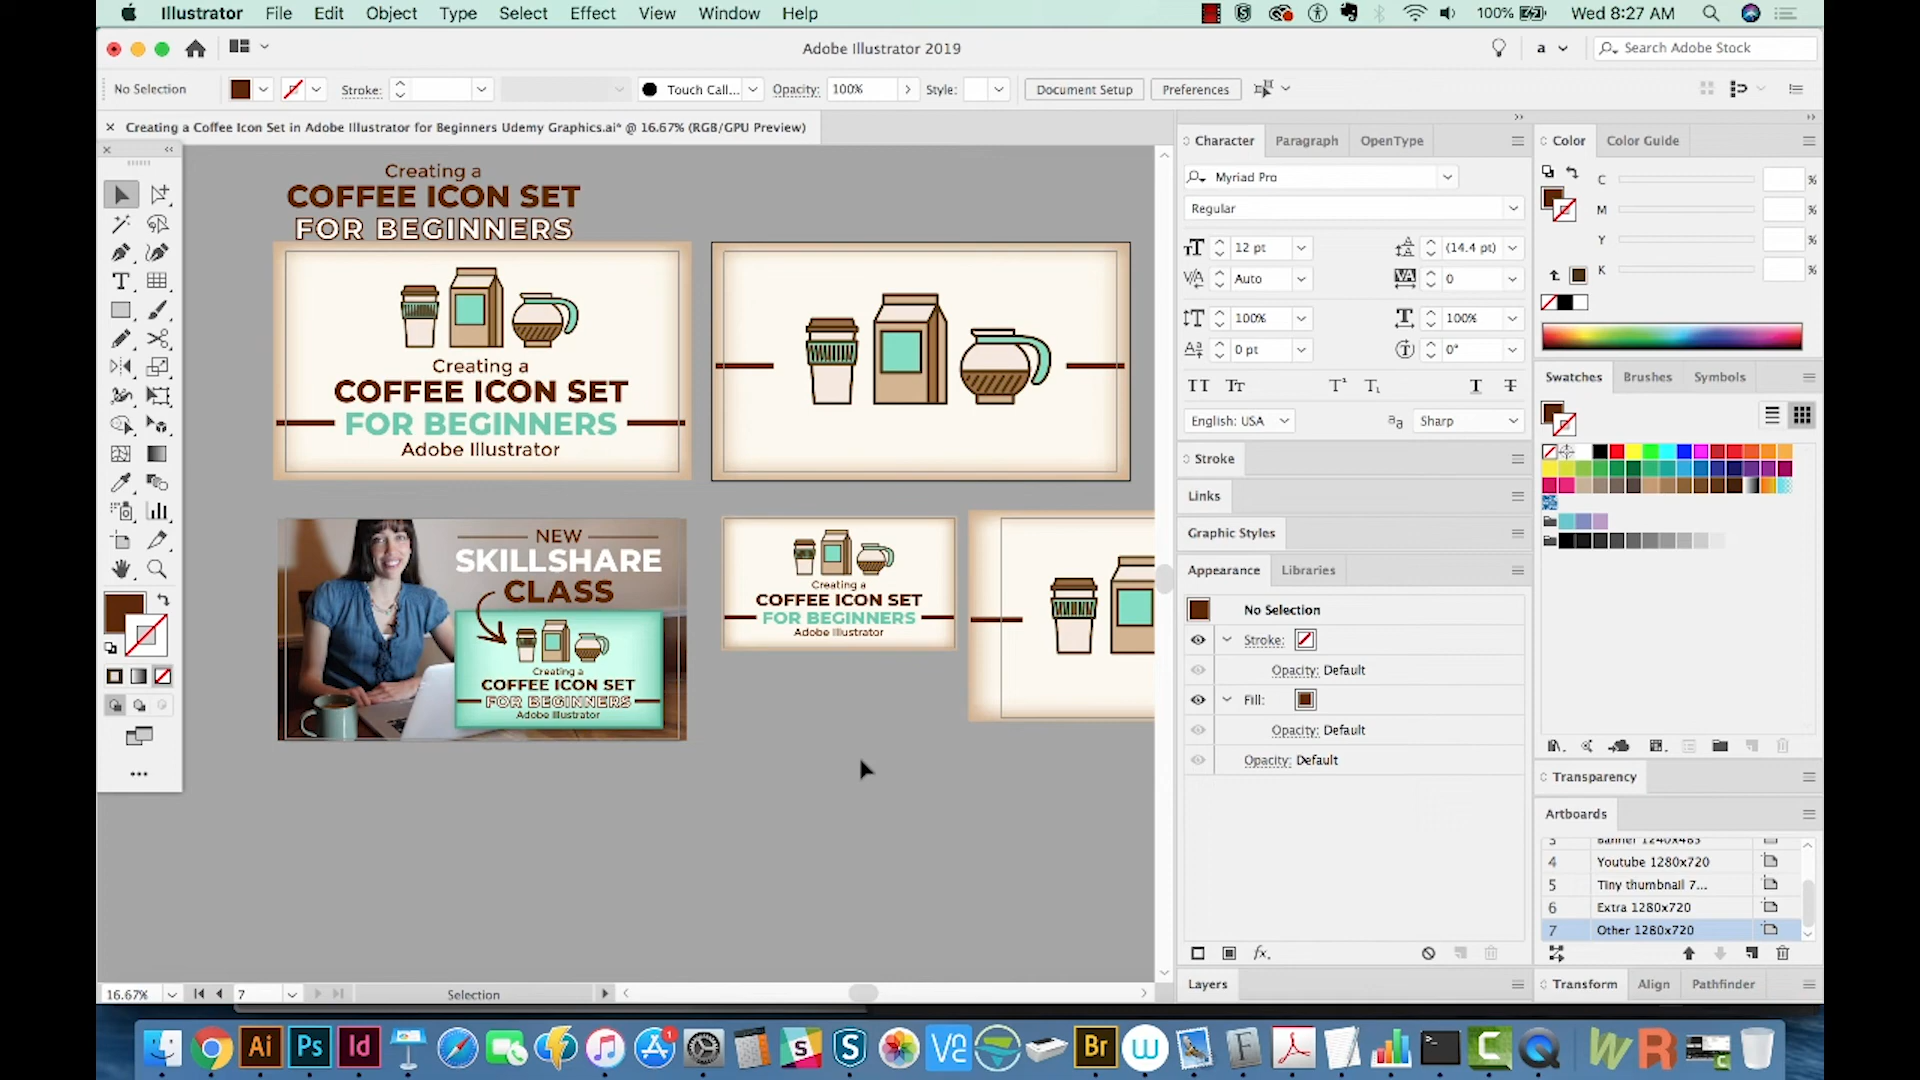 Illustrator File Edit Object Type Select Effect View Window Help 100% Wed 8:27 AM
Adobe Illustrator 2019
a
Search Adobe Stock
No Selection Stroke: Touch Call... Opacity: 100% Style: Document Setup Preferences
Creating a Coffee Icon Set in Adobe Illustrator for Beginners Udemy Graphics.ai* @ 16.67% (RGB/GPU Preview)
Creating a
COFFEE ICON SET
FOR BEGINNERS
Creating a
COFFEE ICON SET
FOR BEGINNERS
Adobe Illustrator
NEW
SKILLSHARE
CLASS
Creating a
COFFEE ICON SET
FOR BEGINNERS
Adobe Illustrator
Creating a
COFFEE ICON SET
FOR BEGINNERS
Adobe Illustrator
16.67% 7 Selection
Character Paragraph OpenType
Myriad Pro
Regular
12 pt (14.4 pt)
Auto 0
100% 100%
0 pt 0°
English: USA Sharp
Stroke
Links
Graphic Styles
Appearance Libraries
No Selection
Stroke:
Opacity: Default
Fill:
Opacity: Default
Opacity: Default
fx.
Layers
Color Color Guide
C %
M %
Y %
K %
Swatches Brushes Symbols
Transparency
Artboards
3 Banner 1240x465
4 Youtube 1280x720
5 Tiny thumbnail 7...
6 Extra 1280x720
7 Other 1280x720
Transform Align Pathfinder
Ai Ps Id 1 S S Br W F C Q W R